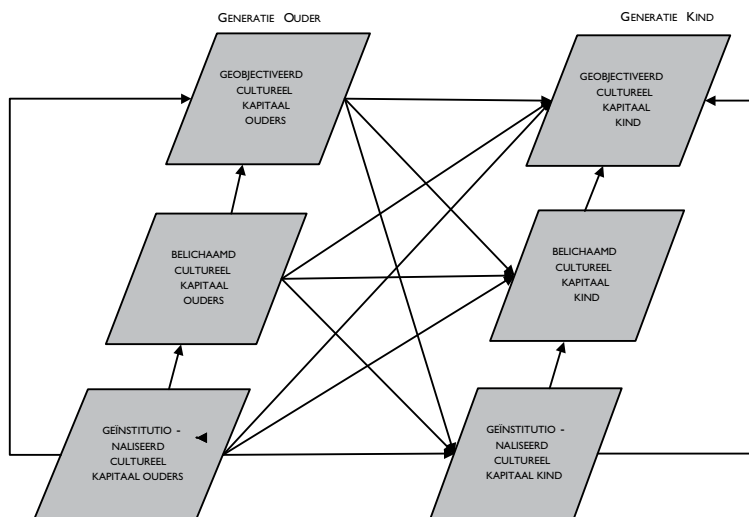 GENERATIE OUDER
GENERATIE KIND
GEOBJECTIVEERD
CULTUREEL
KAPITAAL
OUDERS
GEOBJECTIVEERD
CULTUREEL
KAPITAAL
KIND
BELICHAAMD
CULTUREEL
KAPITAAL
OUDERS
BELICHAAMD
CULTUREEL
KAPITAAL
KIND
GEÏNSTITUTIO -
NALISEERD
CULTUREEL
KAPITAAL OUDERS
GEÏNSTITUTIO -
NALISEERD
CULTUREEL
KAPITAAL KIND